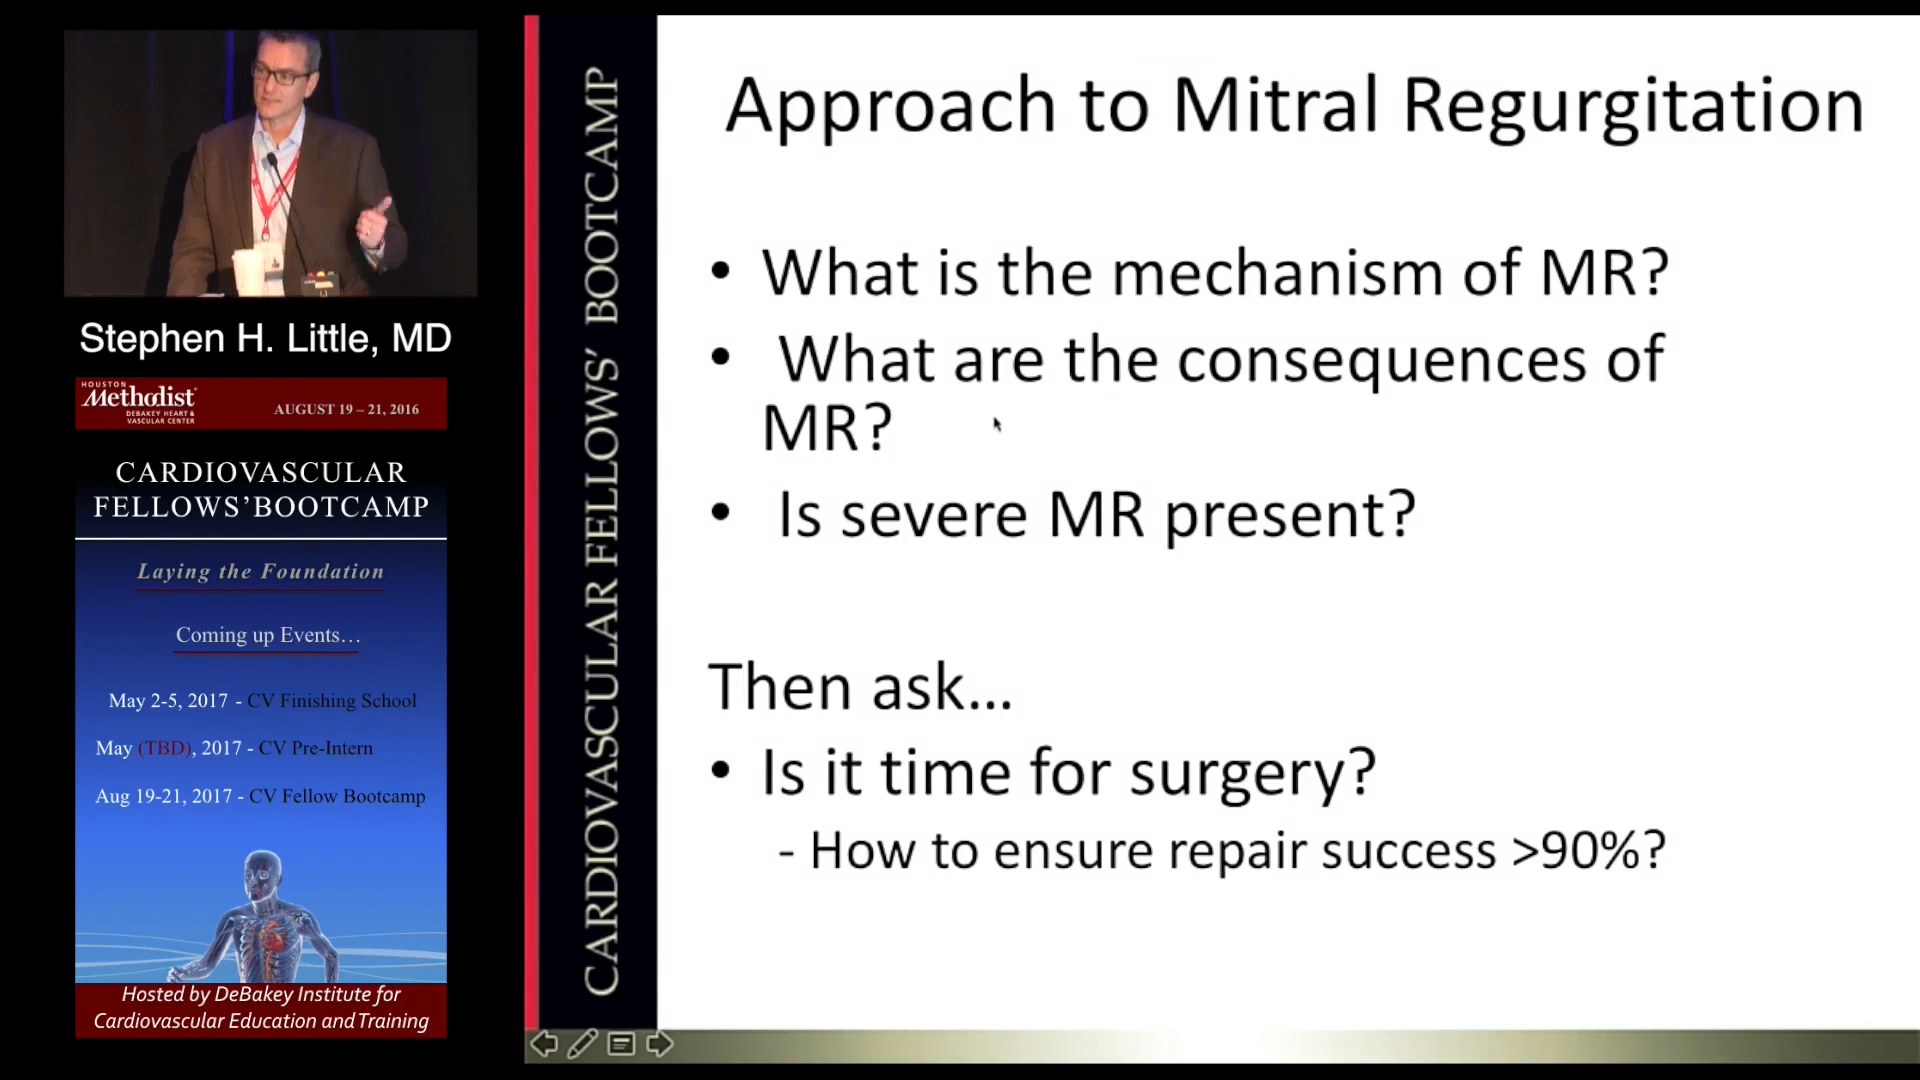 Stephen H. Little, MD
HOUSTON
Methodist
DEBAKEY HEART &
VASCULAR CENTER
AUGUST 19 – 21, 2016
CARDIOVASCULAR
FELLOWS’BOOTCAMP
Laying the Foundation
Coming up Events…
May 2-5, 2017 - CV Finishing School
May (TBD), 2017 - CV Pre-Intern
Aug 19-21, 2017 - CV Fellow Bootcamp
Hosted by DeBakey Institute for
Cardiovascular Education and Training
CARDIOVASCULAR FELLOWS’ BOOTCAMP
Approach to Mitral Regurgitation
• What is the mechanism of MR?
• What are the consequences of
MR?
• Is severe MR present?
Then ask…
• Is it time for surgery?
- How to ensure repair success >90%?